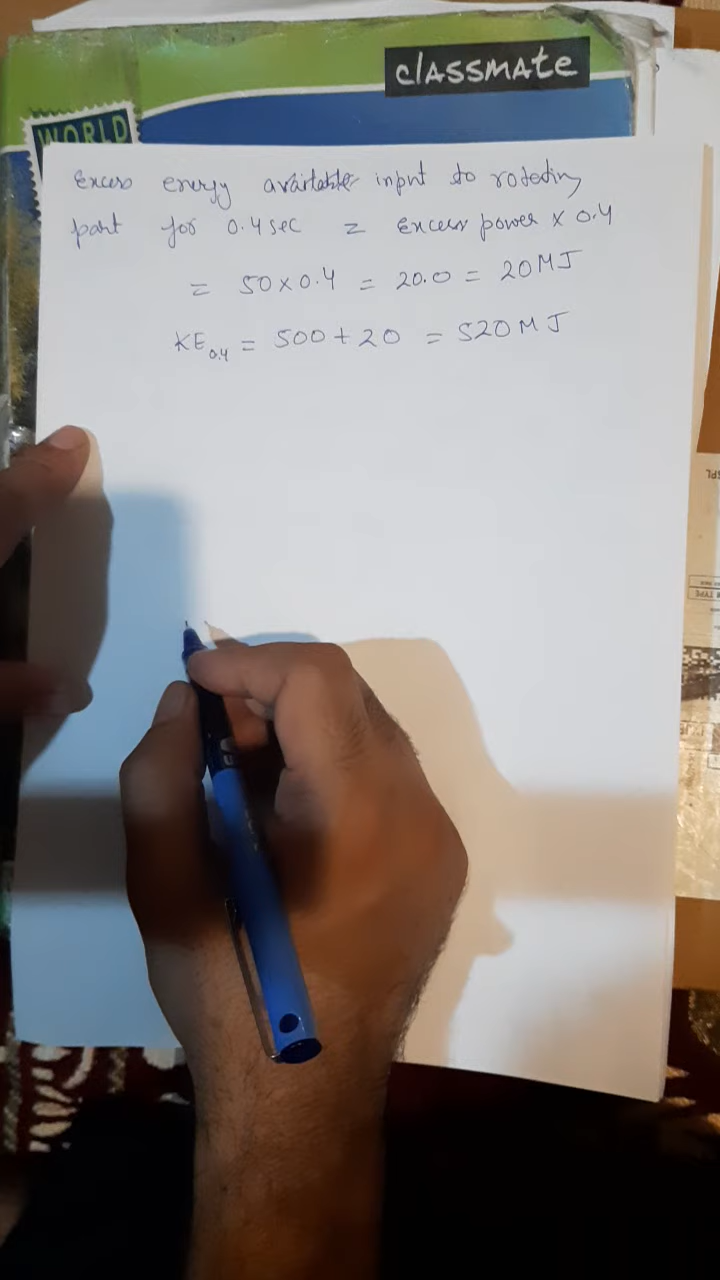 classmate
WORLD
Excess energy available input to rotating
part for 0.4 sec = excess power × 0.4
= 50 × 0.4 = 20.0 = 20 MJ
KE0.4 = 500 + 20 = 520 MJ